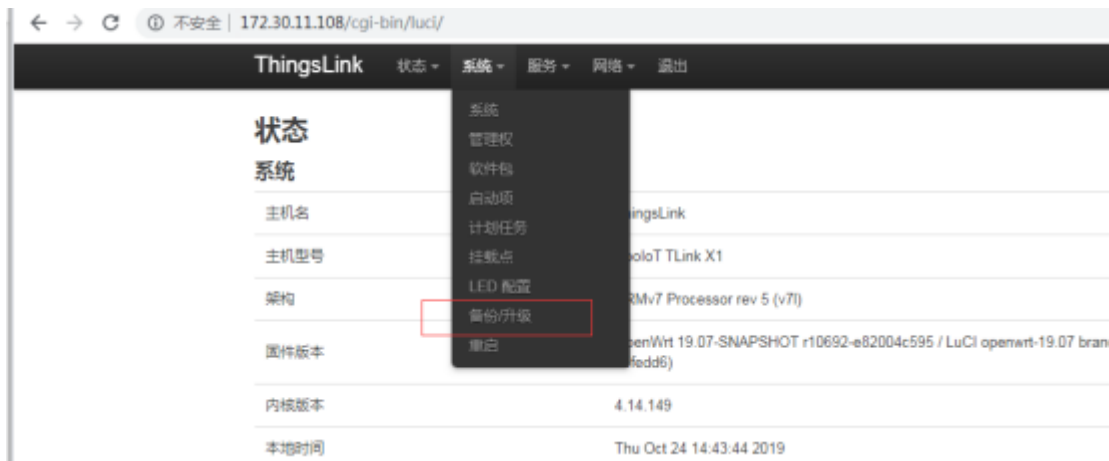 不安全 | 172.30.11.108/cgi-bin/luci/
ThingsLink 状态 系统 服务 网络 退出
系统
管理权
软件包
启动项
计划任务
挂载点
LED 配置
备份/升级
重启
状态
系统
主机名 ingsLink
主机型号 oloT TLink X1
架构 RMv7 Processor rev 5 (v7l)
固件版本 penWrt 19.07-SNAPSHOT r10692-e82004c595 / LuCI openwrt-19.07 bran
fedd6)
内核版本 4.14.149
本地时间 Thu Oct 24 14:43:44 2019